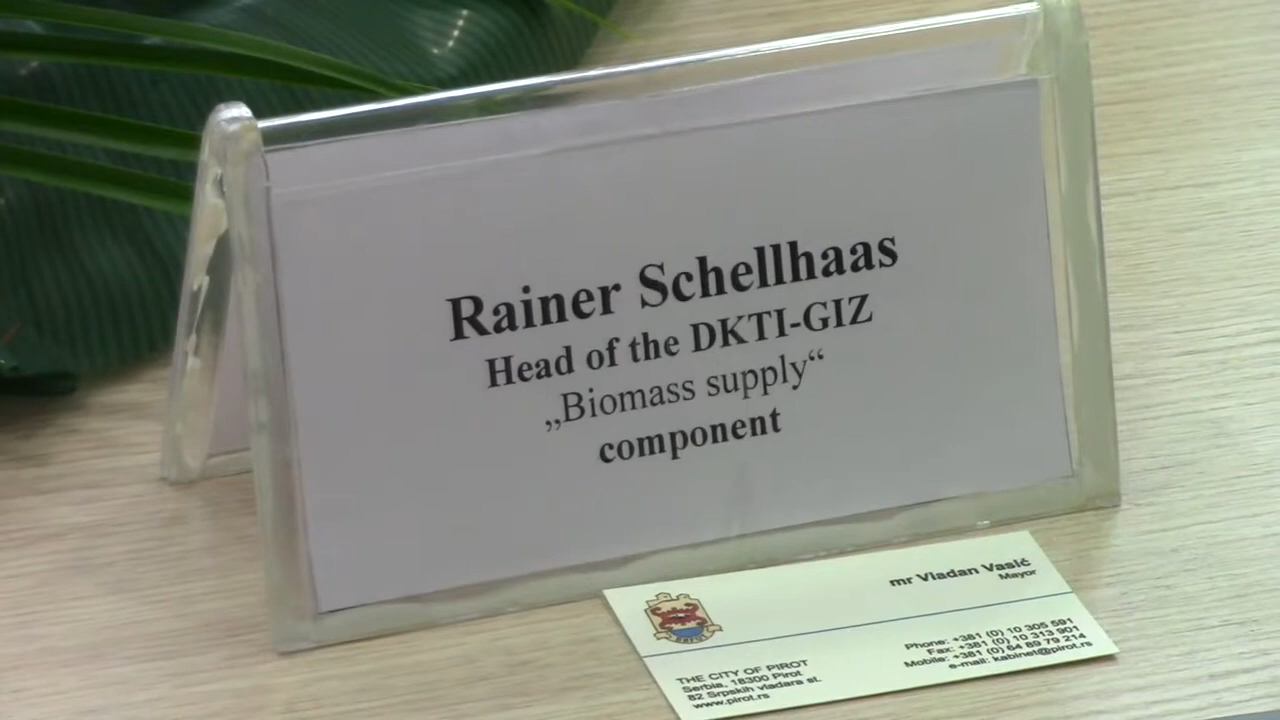 Rainer Schellhaas
Head of the DKTI-GIZ
„Biomass supply“
component
mr Vladan Vasić
Mayor
THE CITY OF PIROT
Serbia, 18300 Pirot
82 Srpskih vladara st.
www.pirot.rs
Phone: +381 (0) 10 305 591
Fax: +381 (0) 10 313 901
Mobile: +381 (0) 64 89 79 214
e-mail: kabinet@pirot.rs